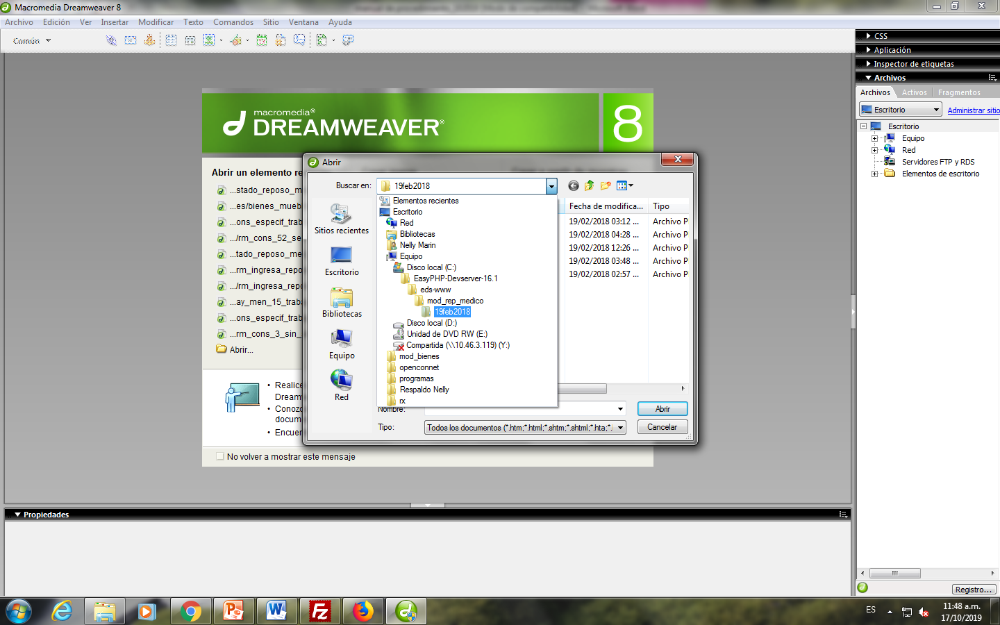 Macromedia Dreamweaver 8
Archivo Edición Ver Insertar Modificar Texto Comandos Sitio Ventana Ayuda
Común
macromedia®
DREAMWEAVER®
8
Abrir un elemento re
...stado_reposo_m
...es/bienes_mueb
...ons_especif_trab
.../rm_cons_52_se
...tado_reposo_me
...rm_ingresa_repo
.../rm_ingresa_repo
...ay_men_15_traba
...ons_especif_trab
...rm_cons_3_sin_
Abrir...
• Realice
Dreamw
• Conozc
docum
• Encuen
No volver a mostrar este mensaje
Abrir
Buscar en: 19feb2018
Sitios recientes
Escritorio
Bibliotecas
Equipo
Red
Elementos recientes
Escritorio
Red
Bibliotecas
Nelly Marin
Equipo
Disco local (C:)
EasyPHP-Devserver-16.1
eds-www
mod_rep_medico
19feb2018
Disco local (D:)
Unidad de DVD RW (E:)
Compartida (\\10.46.3.119) (Y:)
mod_bienes
openconnet
programas
Respaldo Nelly
rx
Fecha de modifica... Tipo
19/02/2018 03:12 ... Archivo P
19/02/2018 04:28 ... Archivo P
19/02/2018 12:26 ... Archivo P
19/02/2018 03:48 ... Archivo P
19/02/2018 02:57 ... Archivo P
Nombre:
Abrir
Tipo: Todos los documentos (*.htm;*.html;*.shtm;*.shtml;*.hta;*.
Cancelar
CSS
Aplicación
Inspector de etiquetas
Archivos
Archivos Activos Fragmentos
Escritorio Administrar sitio
Escritorio
Equipo
Red
Servidores FTP y RDS
Elementos de escritorio
Registro...
Propiedades
ES
11:48 a.m.
17/10/2019